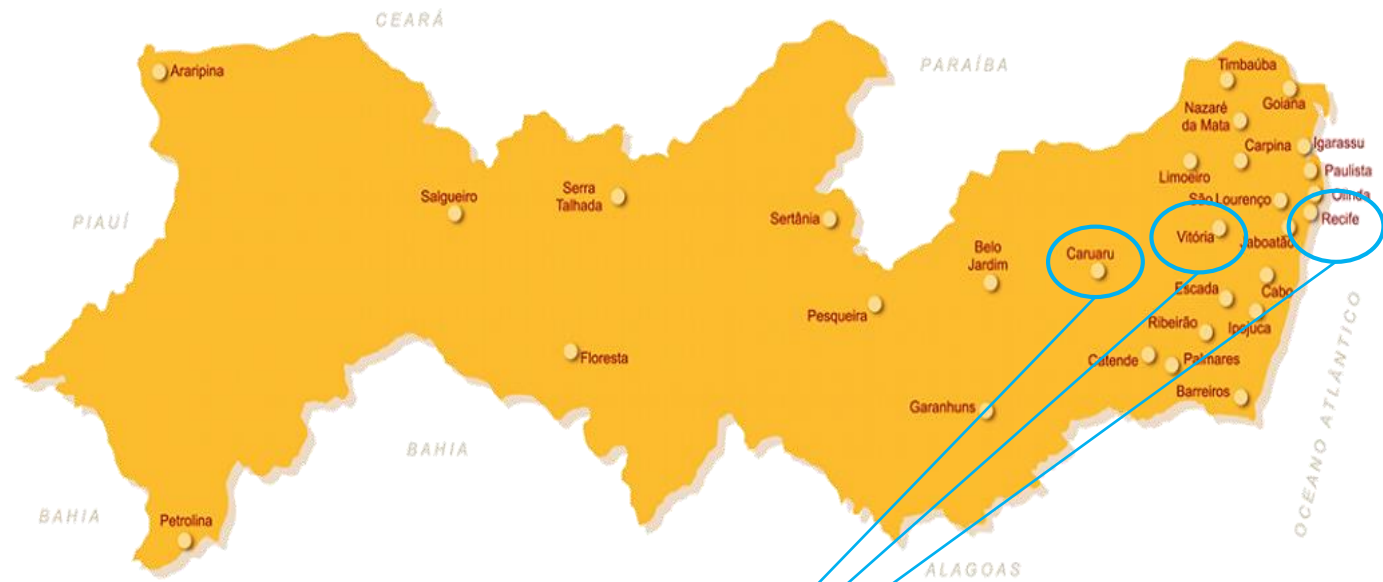 CEARÁ
PARAÍBA
Araripina
Timbaúba
Goiana
Nazaré
da Mata
Carpina
Igarassu
Limoeiro
Paulista
Salgueiro
Serra
Talhada
São Lourenço
Olinda
PIAUÍ
Sertânia
Recife
Vitória
Jaboatão
Belo
Jardim
Caruaru
Escada
Cabo
Pesqueira
Ribeirão
Ipojuca
Floresta
Catende
Palmares
Barreiros
Garanhuns
OCEANO ATLÂNTICO
BAHIA
BAHIA
Petrolina
ALAGOAS